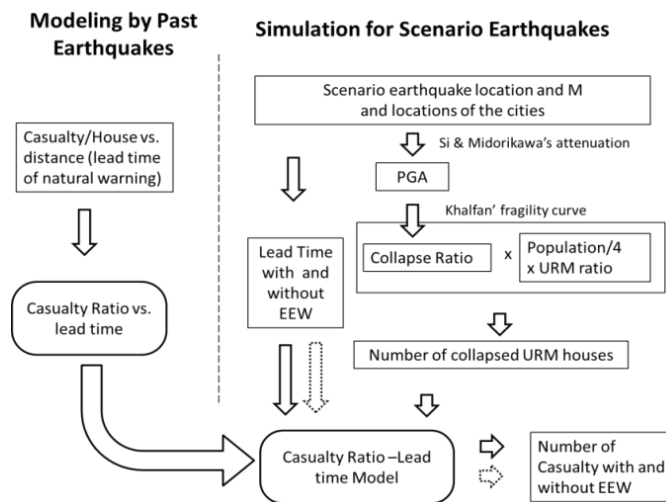 Modeling by Past
Earthquakes
Simulation for Scenario Earthquakes
Scenario earthquake location and M
and locations of the cities
Casualty/House vs.
distance (lead time
of natural warning)
Si & Midorikawa's attenuation
PGA
Khalfan' fragility curve
Lead Time
with and
without
EEW
Collapse Ratio
x
Population/4
x URM ratio
Casualty Ratio vs.
lead time
Number of collapsed URM houses
Casualty Ratio –Lead
time Model
Number of
Casualty with and
without EEW